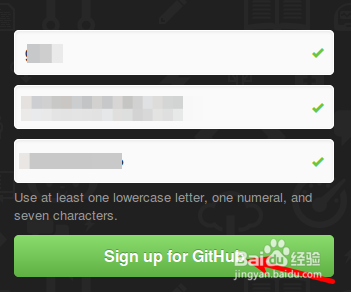 Use at least one lowercase letter, one numeral, and
seven characters.
Sign up for GitHub
Baidu 经验
jingyan.baidu.com